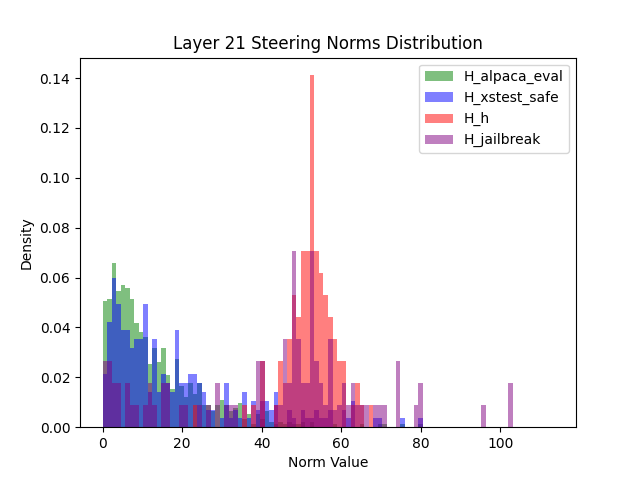 Layer 21 Steering Norms Distribution
H_alpaca_eval
H_xstest_safe
H_h
H_jailbreak
0.14
0.12
0.10
0.08
0.06
0.04
0.02
0.00
Density
0 20 40 60 80 100
Norm Value